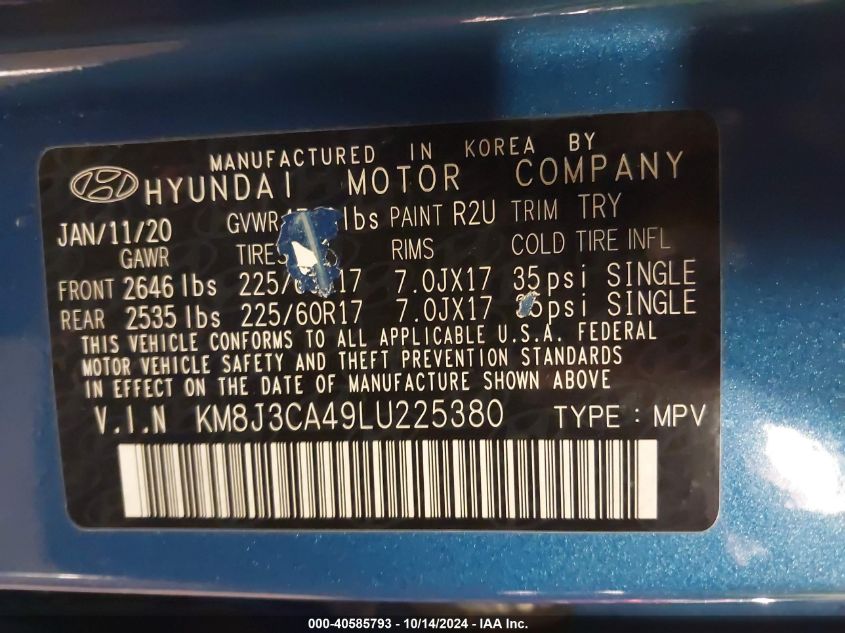 MANUFACTURED IN KOREA BY
HYUNDAI MOTOR COMPANY
JAN/11/20 GVWR lbs PAINT R2U TRIM TRY
GAWR TIRES RIMS COLD TIRE INFL
FRONT 2646 lbs 7.0JX17 35psi SINGLE
REAR 2535 lbs 225/60R17 7.0JX17 SINGLE
THIS VEHICLE CONFORMS TO ALL APPLICABLE U.S.A. FEDERAL
MOTOR VEHICLE SAFETY AND THEFT PREVENTION STANDARDS
IN EFFECT ON THE DATE OF MANUFACTURE SHOWN ABOVE
V.I.N KM8J3CA49LU225380 TYPE: MPV
000-40585793 - 10/14/2024 - IAA Inc.